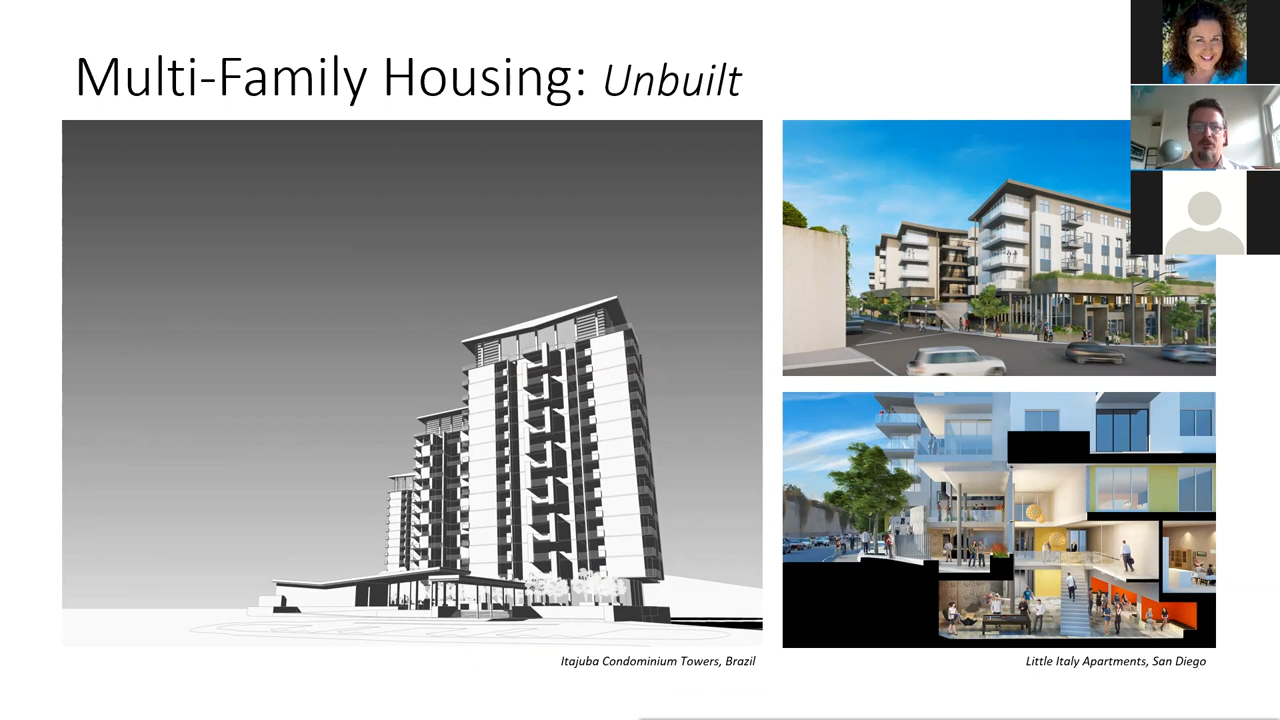 Multi-Family Housing: Unbuilt
Itajuba Condominium Towers, Brazil
Little Italy Apartments, San Diego